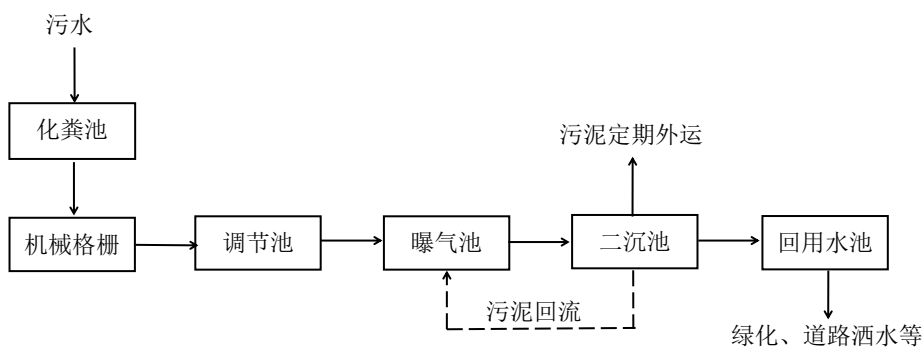 污水
化粪池
污泥定期外运
机械格栅
调节池
曝气池
二沉池
回用水池
污泥回流
绿化、道路洒水等